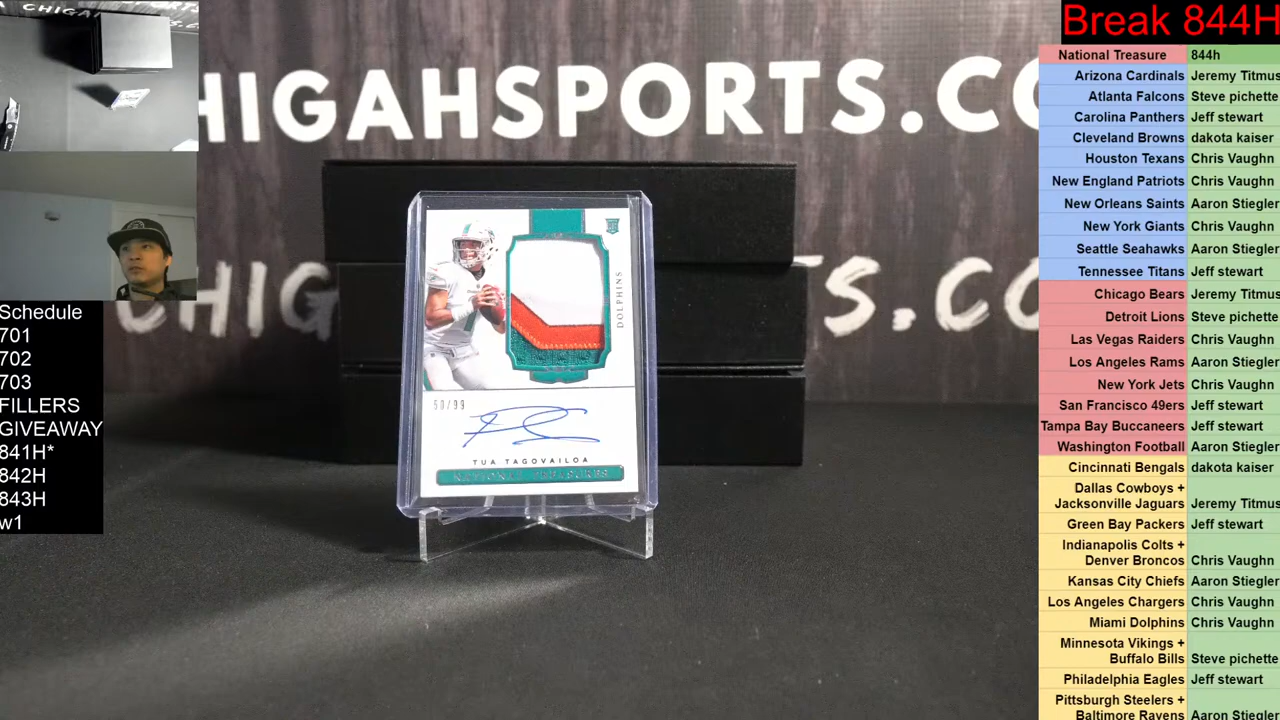 CHIGAH
TS.C
Schedule
701
702
703
FILLERS
GIVEAWAY
841H*
842H
843H
w1
HIGAHSPORTS.CO
CHIG
TS.CO
DOLPHINS
50/99
TUA TAGOVAILOA
NATIONAL TREASURES
Break 844H
National Treasure 844h
Arizona Cardinals Jeremy Titmus
Atlanta Falcons Steve pichette
Carolina Panthers Jeff stewart
Cleveland Browns dakota kaiser
Houston Texans Chris Vaughn
New England Patriots Chris Vaughn
New Orleans Saints Aaron Stiegler
New York Giants Chris Vaughn
Seattle Seahawks Aaron Stiegler
Tennessee Titans Jeff stewart
Chicago Bears Jeremy Titmus
Detroit Lions Steve pichette
Las Vegas Raiders Chris Vaughn
Los Angeles Rams Aaron Stiegler
New York Jets Chris Vaughn
San Francisco 49ers Jeff stewart
Tampa Bay Buccaneers Jeff stewart
Washington Football Aaron Stiegler
Cincinnati Bengals dakota kaiser
Dallas Cowboys +
Jacksonville Jaguars Jeremy Titmus
Green Bay Packers Jeff stewart
Indianapolis Colts +
Denver Broncos Chris Vaughn
Kansas City Chiefs Aaron Stiegler
Los Angeles Chargers Chris Vaughn
Miami Dolphins Chris Vaughn
Minnesota Vikings +
Buffalo Bills Steve pichette
Philadelphia Eagles Jeff stewart
Pittsburgh Steelers +
Baltimore Ravens Aaron Stiegler